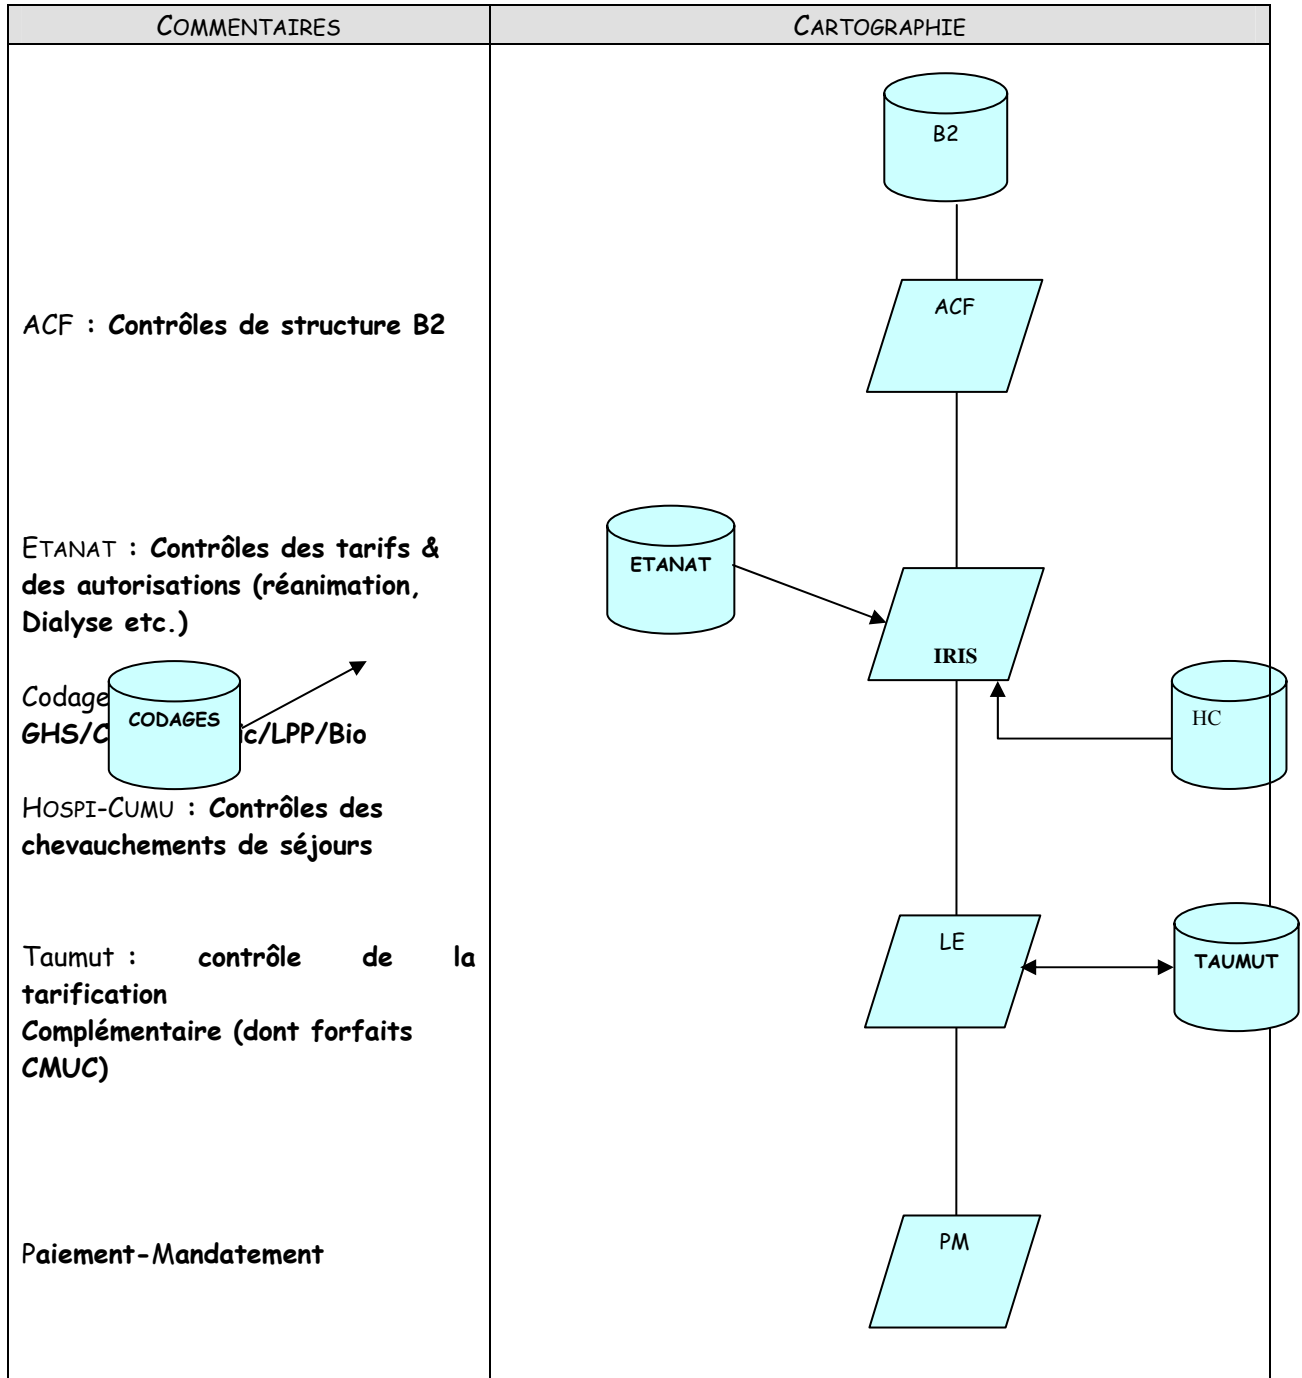 COMMENTAIRES
CARTOGRAPHIE
B2
ACF : Contrôles de structure B2
ACF
ETANAT : Contrôles des tarifs &
des autorisations (réanimation,
Dialyse etc.)
ETANAT
IRIS
Codage
GHS/C ic/LPP/Bio
CODAGES
HC
HOSPI-CUMU : Contrôles des
chevauchements de séjours
Taumut : contrôle de la
tarification
Complémentaire (dont forfaits
CMUC)
LE
TAUMUT
Paiement-Mandatement
PM